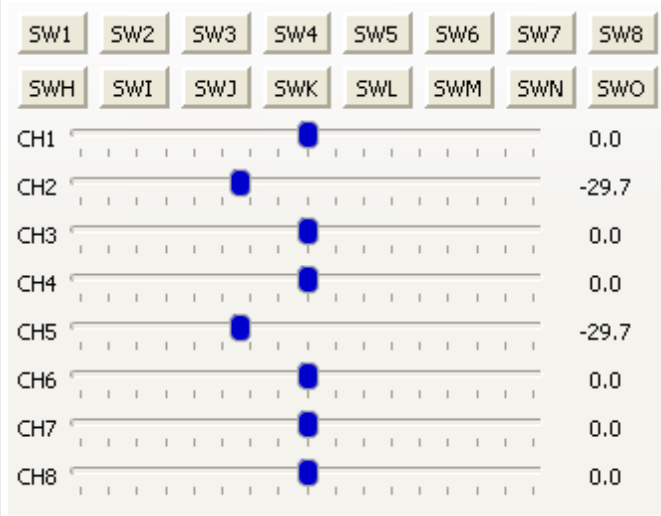 SW1 SW2 SW3 SW4 SW5 SW6 SW7 SW8
SWH SWI SWJ SWK SWL SWM SWN SWO
CH1 0.0
CH2 -29.7
CH3 0.0
CH4 0.0
CH5 -29.7
CH6 0.0
CH7 0.0
CH8 0.0